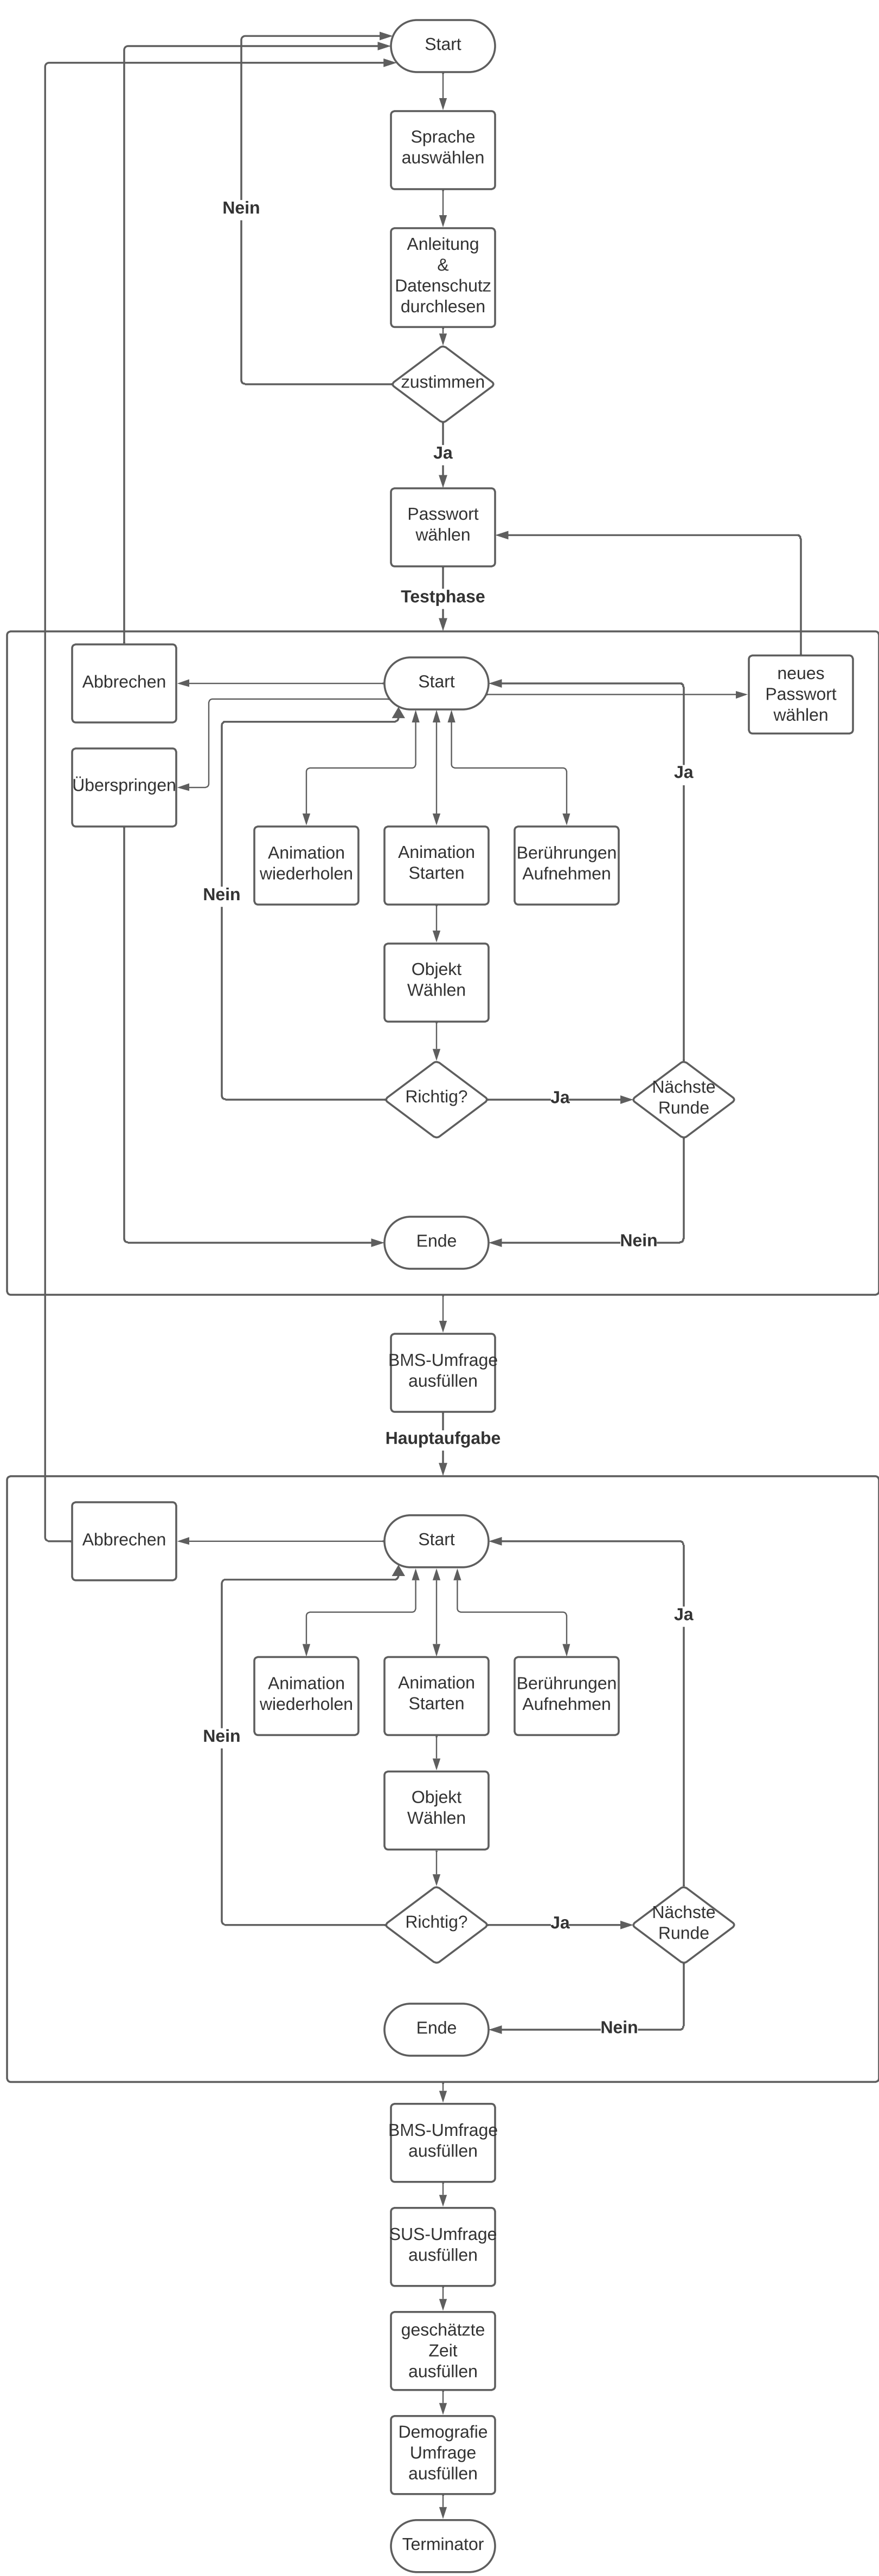 Start
Sprache
auswählen
Nein
Anleitung
&
Datenschutz
durchlesen
zustimmen
Ja
Passwort
wählen
Testphase
Abbrechen
Start
neues
Passwort
wählen
Überspringen
Ja
Animation
wiederholen
Animation
Starten
Berührungen
Aufnehmen
Nein
Objekt
Wählen
Richtig?
Ja
Nächste
Runde
Ende
Nein
BMS-Umfrage
ausfüllen
Hauptaufgabe
Abbrechen
Start
Ja
Animation
wiederholen
Animation
Starten
Berührungen
Aufnehmen
Nein
Objekt
Wählen
Richtig?
Ja
Nächste
Runde
Ende
Nein
BMS-Umfrage
ausfüllen
SUS-Umfrage
ausfüllen
geschätzte
Zeit
ausfüllen
Demografie
Umfrage
ausfüllen
Terminator